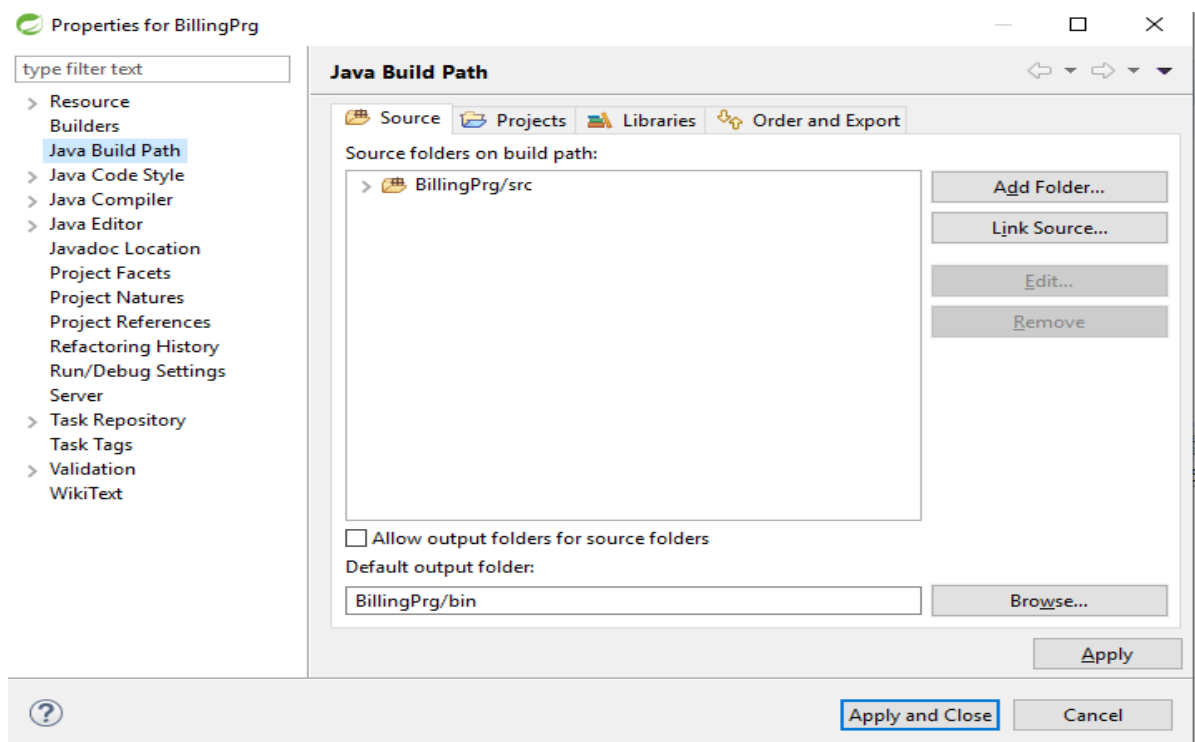 Properties for BillingPrg
type filter text
Resource
Builders
Java Build Path
Java Code Style
Java Compiler
Java Editor
Javadoc Location
Project Facets
Project Natures
Project References
Refactoring History
Run/Debug Settings
Server
Task Repository
Task Tags
Validation
WikiText
Java Build Path
Source Projects Libraries Order and Export
Source folders on build path:
BillingPrg/src
Add Folder...
Link Source...
Edit...
Remove
Allow output folders for source folders
Default output folder:
BillingPrg/bin
Browse...
Apply
?
Apply and Close Cancel